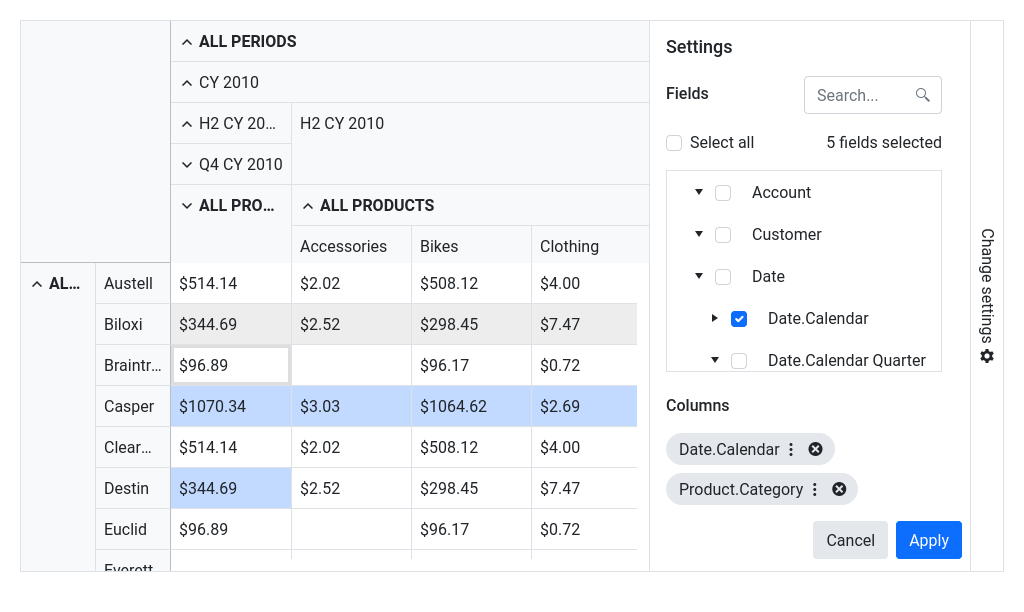 ALL PERIODS
CY 2010
H2 CY 20... H2 CY 2010
Q4 CY 2010
ALL PRO... ALL PRODUCTS
Accessories Bikes Clothing
AL... Austell $514.14 $2.02 $508.12 $4.00
Biloxi $344.69 $2.52 $298.45 $7.47
Braintr... $96.89 $96.17 $0.72
Casper $1070.34 $3.03 $1064.62 $2.69
Clear... $514.14 $2.02 $508.12 $4.00
Destin $344.69 $2.52 $298.45 $7.47
Euclid $96.89 $96.17 $0.72
Everett
Settings
Fields Search...
Select all 5 fields selected
Account
Customer
Date
Date.Calendar
Date.Calendar Quarter
Columns
Date.Calendar
Product.Category
Cancel Apply
Change settings